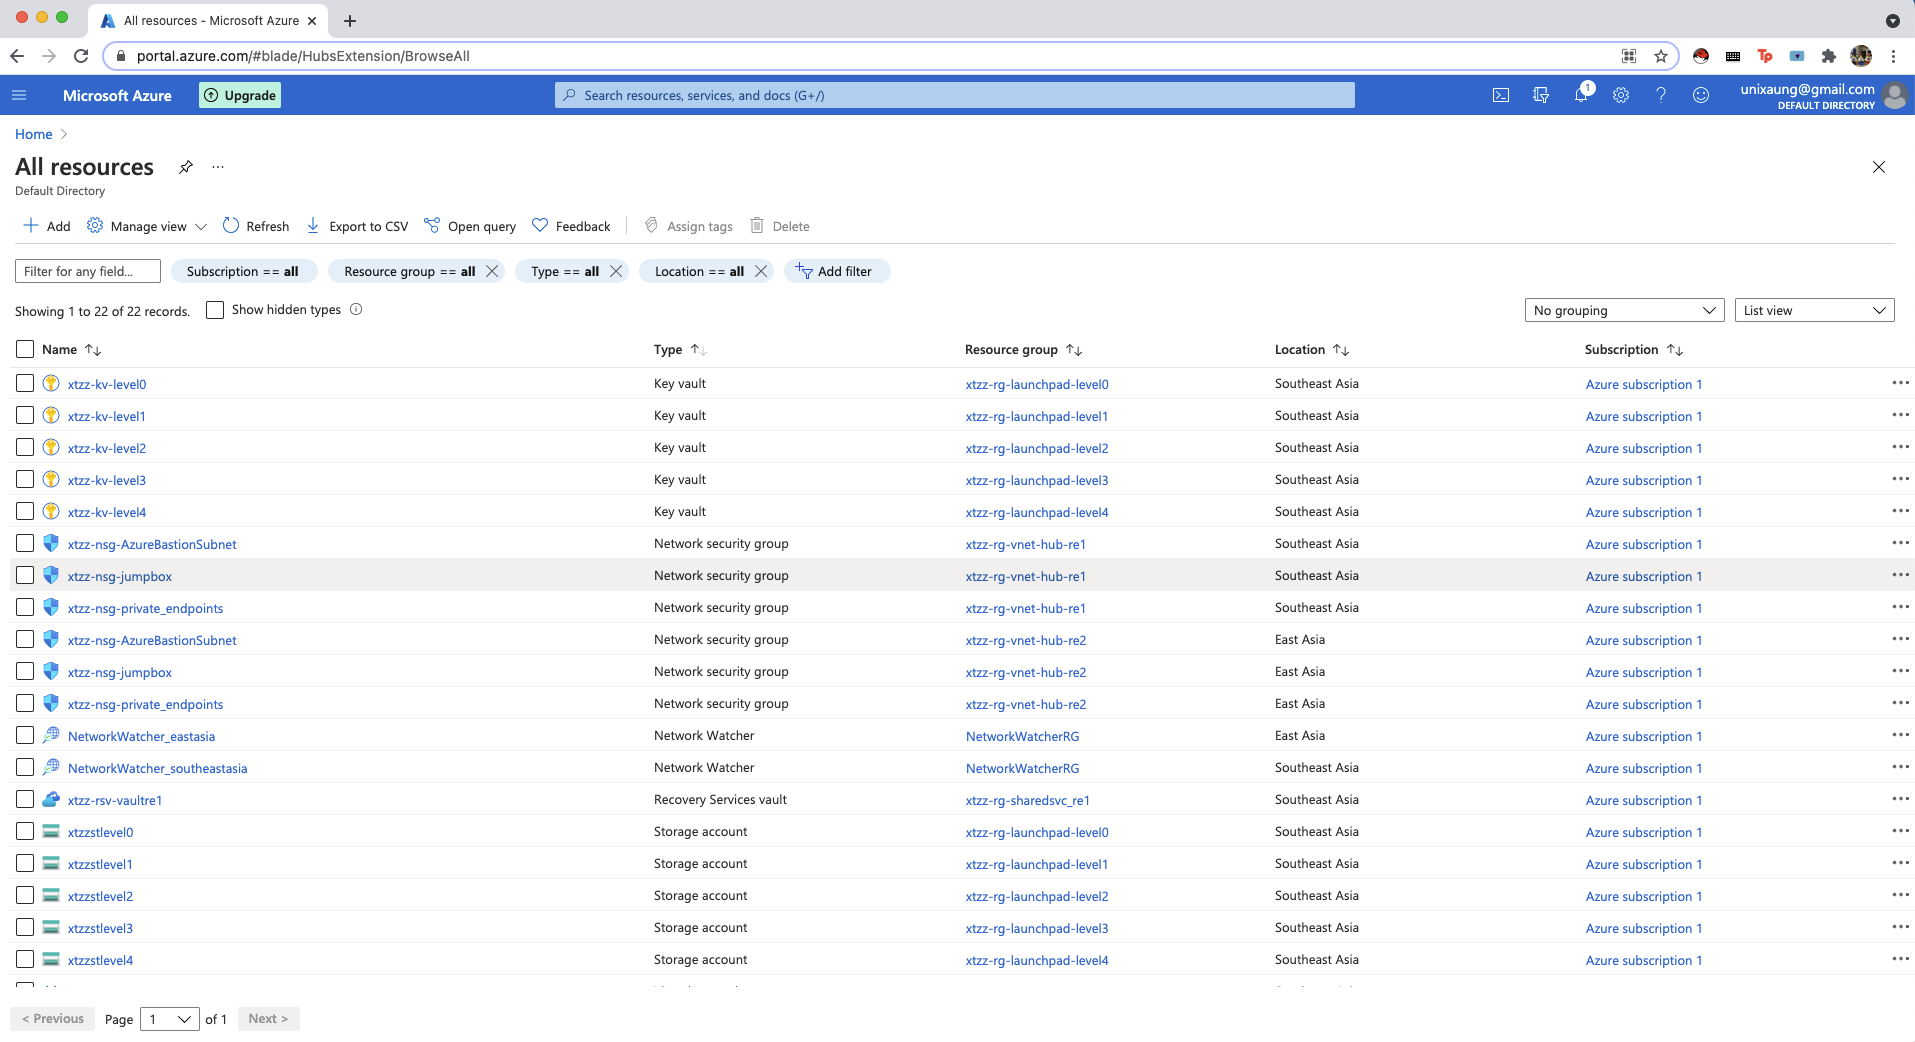 All resources - Microsoft Azure
portal.azure.com/#blade/HubsExtension/BrowseAll
Tp
Microsoft Azure
Upgrade
Search resources, services, and docs (G+/)
1
unixaung@gmail.com
DEFAULT DIRECTORY
Home
All resources
Default Directory
Add Manage view Refresh Export to CSV Open query Feedback Assign tags Delete
Filter for any field... Subscription == all Resource group == all Type == all Location == all Add filter
Showing 1 to 22 of 22 records. Show hidden types No grouping List view
Name Type Resource group Location Subscription
xtzz-kv-level0 Key vault xtzz-rg-launchpad-level0 Southeast Asia Azure subscription 1
xtzz-kv-level1 Key vault xtzz-rg-launchpad-level1 Southeast Asia Azure subscription 1
xtzz-kv-level2 Key vault xtzz-rg-launchpad-level2 Southeast Asia Azure subscription 1
xtzz-kv-level3 Key vault xtzz-rg-launchpad-level3 Southeast Asia Azure subscription 1
xtzz-kv-level4 Key vault xtzz-rg-launchpad-level4 Southeast Asia Azure subscription 1
xtzz-nsg-AzureBastionSubnet Network security group xtzz-rg-vnet-hub-re1 Southeast Asia Azure subscription 1
xtzz-nsg-jumpbox Network security group xtzz-rg-vnet-hub-re1 Southeast Asia Azure subscription 1
xtzz-nsg-private_endpoints Network security group xtzz-rg-vnet-hub-re1 Southeast Asia Azure subscription 1
xtzz-nsg-AzureBastionSubnet Network security group xtzz-rg-vnet-hub-re2 East Asia Azure subscription 1
xtzz-nsg-jumpbox Network security group xtzz-rg-vnet-hub-re2 East Asia Azure subscription 1
xtzz-nsg-private_endpoints Network security group xtzz-rg-vnet-hub-re2 East Asia Azure subscription 1
NetworkWatcher_eastasia Network Watcher NetworkWatcherRG East Asia Azure subscription 1
NetworkWatcher_southeastasia Network Watcher NetworkWatcherRG Southeast Asia Azure subscription 1
xtzz-rsv-vaultre1 Recovery Services vault xtzz-rg-sharedsvc_re1 Southeast Asia Azure subscription 1
xtzzstlevel0 Storage account xtzz-rg-launchpad-level0 Southeast Asia Azure subscription 1
xtzzstlevel1 Storage account xtzz-rg-launchpad-level1 Southeast Asia Azure subscription 1
xtzzstlevel2 Storage account xtzz-rg-launchpad-level2 Southeast Asia Azure subscription 1
xtzzstlevel3 Storage account xtzz-rg-launchpad-level3 Southeast Asia Azure subscription 1
xtzzstlevel4 Storage account xtzz-rg-launchpad-level4 Southeast Asia Azure subscription 1
< Previous Page 1 of 1 Next >